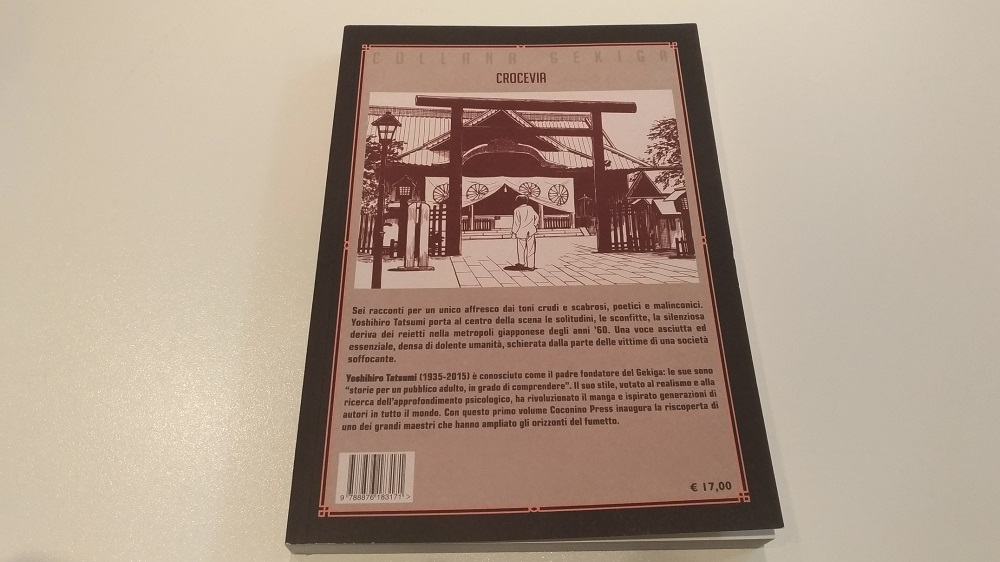 COLLANA GEKIGA
CROCEVIA
Sei racconti per un unico affresco dai toni crudi e scabrosi, poetici e malinconici.
Yoshihiro Tatsumi porta al centro della scena le solitudini, le sconfitte, la silenziosa
deriva dei reietti nella metropoli giapponese degli anni '60. Una voce asciutta ed
essenziale, densa di dolente umanità, schierata dalla parte delle vittime di una società
soffocante.
Yoshihiro Tatsumi (1935-2015) è conosciuto come il padre fondatore del Gekiga: le sue sono
"storie per un pubblico adulto, in grado di comprendere". Il suo stile, votato al realismo e alla
ricerca dell'approfondimento psicologico, ha rivoluzionato il manga e ispirato generazioni di
autori in tutto il mondo. Con questo primo volume Coconino Press inaugura la riscoperta di
uno dei grandi maestri che hanno ampliato gli orizzonti del fumetto.
9 788876 183171 >
€ 17,00